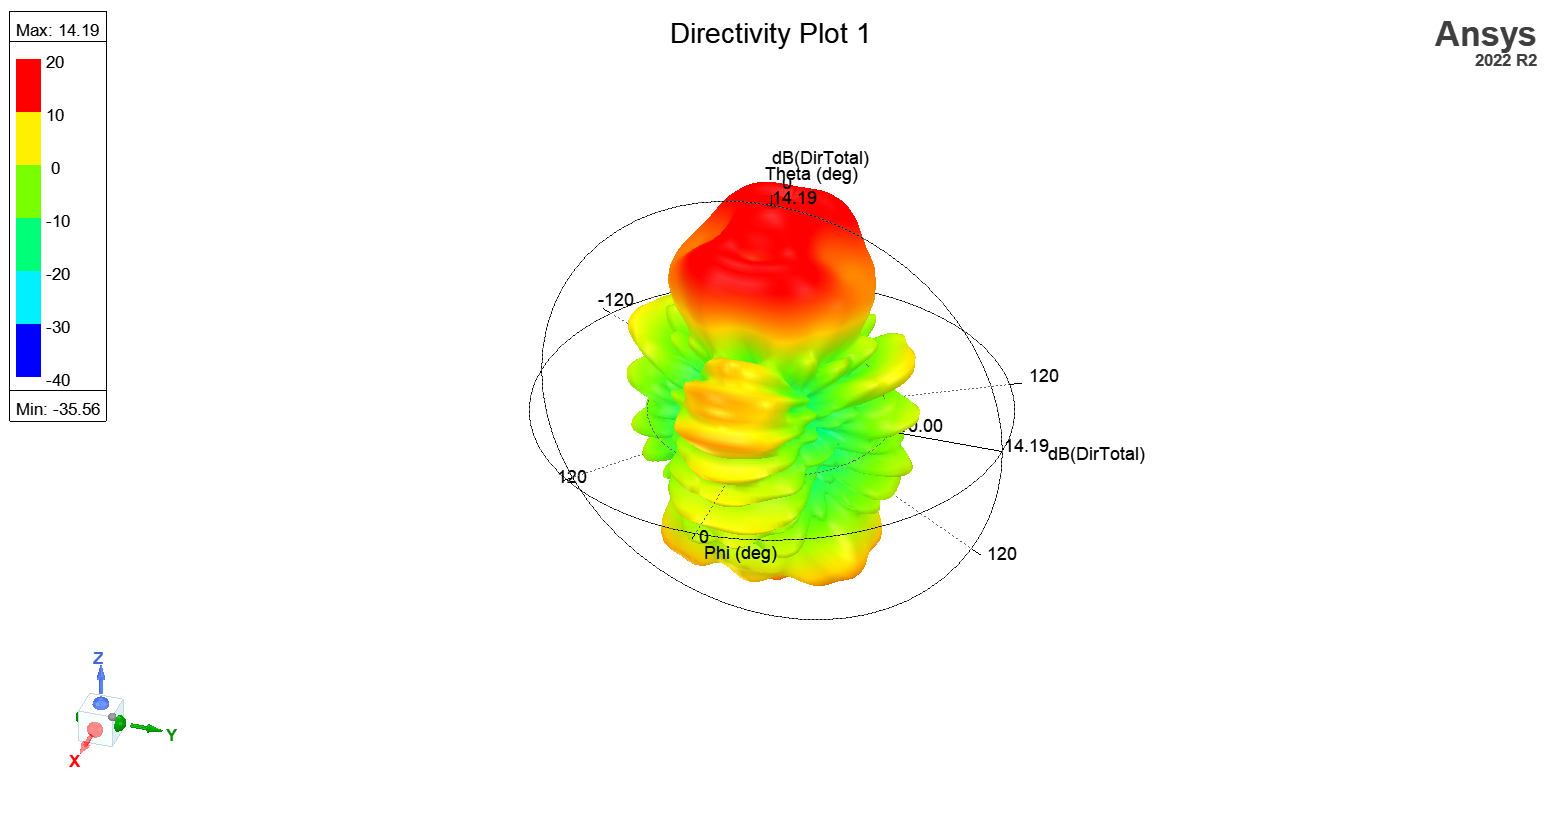 Directivity Plot 1
Ansys
2022 R2
Max: 14.19
20
10
0
-10
-20
-30
-40
Min: -35.56
dB(DirTotal)
Theta (deg)
0
14.19
-120
120
0.00
14.19
dB(DirTotal)
120
0
Phi (deg)
120
Z
Y
X